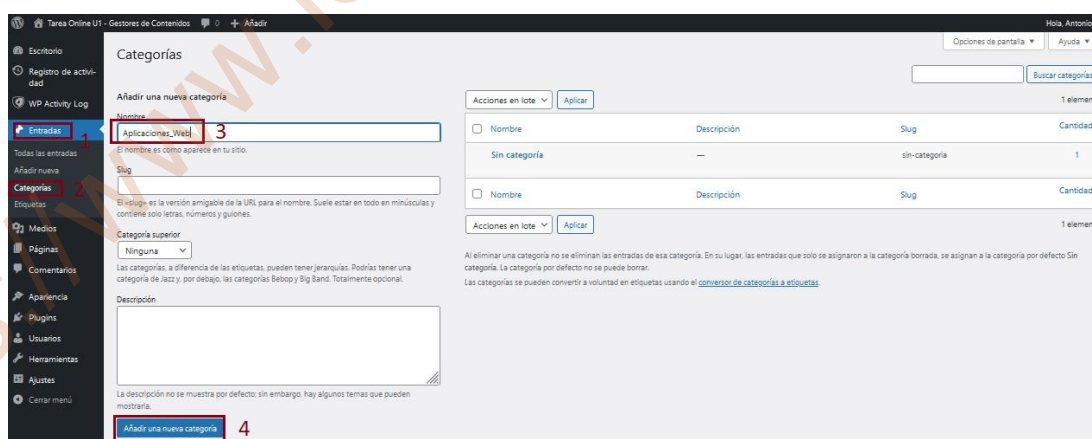 Tarea Online U1 - Gestores de Contenidos 0 + Añadir
Hola, Antonio
Escritorio
Registro de activi-
dad
WP Activity Log
Entradas 1
Todas las entradas
Añadir nueva
Categorías 2
Etiquetas
Medios
Páginas
Comentarios
Apariencia
Plugins
Usuarios
Herramientas
Ajustes
Cerrar menú
Categorías
Opciones de pantalla ▼ Ayuda ▼
Buscar categorías
Añadir una nueva categoría
Nombre
Aplicaciones_Web 3
El nombre es como aparece en tu sitio.
Slug
El «slug» es la versión amigable de la URL para el nombre. Suele estar en todo en minúsculas y
contiene solo letras, números y guiones.
Categoría superior
Ninguna
Las categorías, a diferencia de las etiquetas, pueden tener jerarquías. Podrías tener una
categoría de Jazz y, por debajo, las categorías Bebop y Big Band. Totalmente opcional.
Descripción
La descripción no se muestra por defecto; sin embargo, hay algunos temas que pueden
mostrarla.
Añadir una nueva categoría 4
Acciones en lote Aplicar
1 elemen
Nombre Descripción Slug Cantidad
Sin categoría — sin-categoria 1
Nombre Descripción Slug Cantidad
Acciones en lote Aplicar
1 elemen
Al eliminar una categoría no se eliminan las entradas de esa categoría. En su lugar, las entradas que solo se asignaron a la categoría borrada, se asignan a la categoría por defecto Sin
categoría. La categoría por defecto no se puede borrar.
Las categorías se pueden convertir a voluntad en etiquetas usando el conversor de categorías a etiquetas.